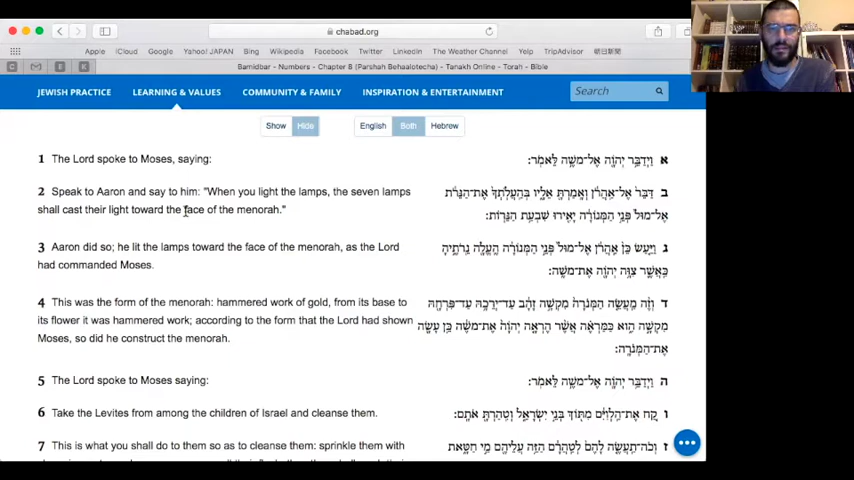 chabad.org
Apple iCloud Google Yahoo! JAPAN Bing Wikipedia Facebook Twitter LinkedIn The Weather Channel Yelp TripAdvisor 朝日新聞
Bamidbar - Numbers - Chapter 8 (Parshah Behaalotecha) - Tanakh Online - Torah - Bible
JEWISH PRACTICE LEARNING & VALUES COMMUNITY & FAMILY INSPIRATION & ENTERTAINMENT Search
Show Hide English Both Hebrew
1 The Lord spoke to Moses, saying:
2 Speak to Aaron and say to him: "When you light the lamps, the seven lamps
shall cast their light toward the face of the menorah."
3 Aaron did so; he lit the lamps toward the face of the menorah, as the Lord
had commanded Moses.
4 This was the form of the menorah: hammered work of gold, from its base to
its flower it was hammered work; according to the form that the Lord had shown
Moses, so did he construct the menorah.
5 The Lord spoke to Moses saying:
6 Take the Levites from among the children of Israel and cleanse them.
7 This is what you shall do to them so as to cleanse them: sprinkle them with
א וַיְדַבֵּ֥ר יְהֹוָ֖ה אֶל־משֶׁ֥ה לֵּאמֹֽר:
ב דַּבֵּר֙ אֶל־אַֽהֲרֹ֔ן וְאָֽמַרְתָּ֖ אֵלָ֑יו בְּהַֽעֲלֹֽתְךָ֙ אֶת־הַנֵּרֹ֔ת
אֶל־מוּל֙ פְּנֵ֣י הַמְּנוֹרָ֔ה יָאִ֖ירוּ שִׁבְעַ֥ת הַנֵּרֽוֹת:
ג וַיַּ֤עַשׂ כֵּן֙ אַֽהֲרֹ֔ן אֶל־מוּל֙ פְּנֵ֣י הַמְּנוֹרָ֔ה הֶֽעֱלָ֖ה נֵֽרֹתֶ֑יהָ
כַּֽאֲשֶׁ֛ר צִוָּ֥ה יְהֹוָ֖ה אֶת־משֶֽׁה:
ד וְזֶ֨ה מַֽעֲשֵׂ֤ה הַמְּנֹרָה֙ מִקְשָׁ֣ה זָהָ֔ב עַד־יְרֵכָ֥הּ עַד־פִּרְחָ֖הּ
מִקְשָׁ֣ה הִ֑וא כַּמַּרְאֶ֗ה אֲשֶׁ֨ר הֶרְאָ֤ה יְהֹוָה֙ אֶת־משֶׁ֔ה כֵּ֥ן עָשָׂ֖ה
אֶת־הַמְּנֹרָֽה:
ה וַיְדַבֵּ֥ר יְהֹוָ֖ה אֶל־משֶׁ֥ה לֵּאמֹֽר:
ו קַ֚ח אֶת־הַֽלְוִיִּ֔ם מִתּ֖וֹךְ בְּנֵ֣י יִשְׂרָאֵ֑ל וְטִֽהַרְתָּ֖ אֹתָֽם:
ז וְכֹה־תַֽעֲשֶׂ֤ה לָהֶם֙ לְטַֽהֲרָ֔ם הַזֵּ֥ה עֲלֵיהֶ֖ם מֵ֣י חַטָּ֑את